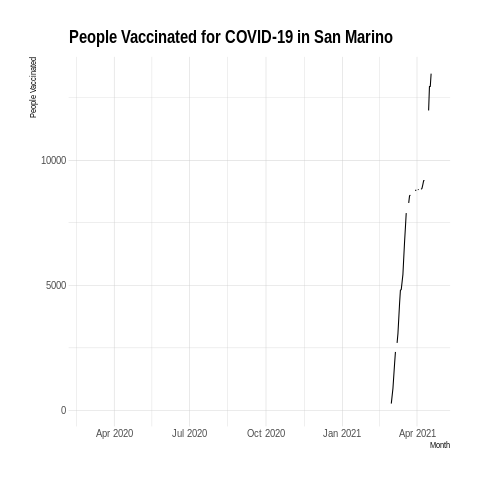 People Vaccinated for COVID-19 in San Marino
People Vaccinated
10000
5000
0
Apr 2020 Jul 2020 Oct 2020 Jan 2021 Apr 2021
Month